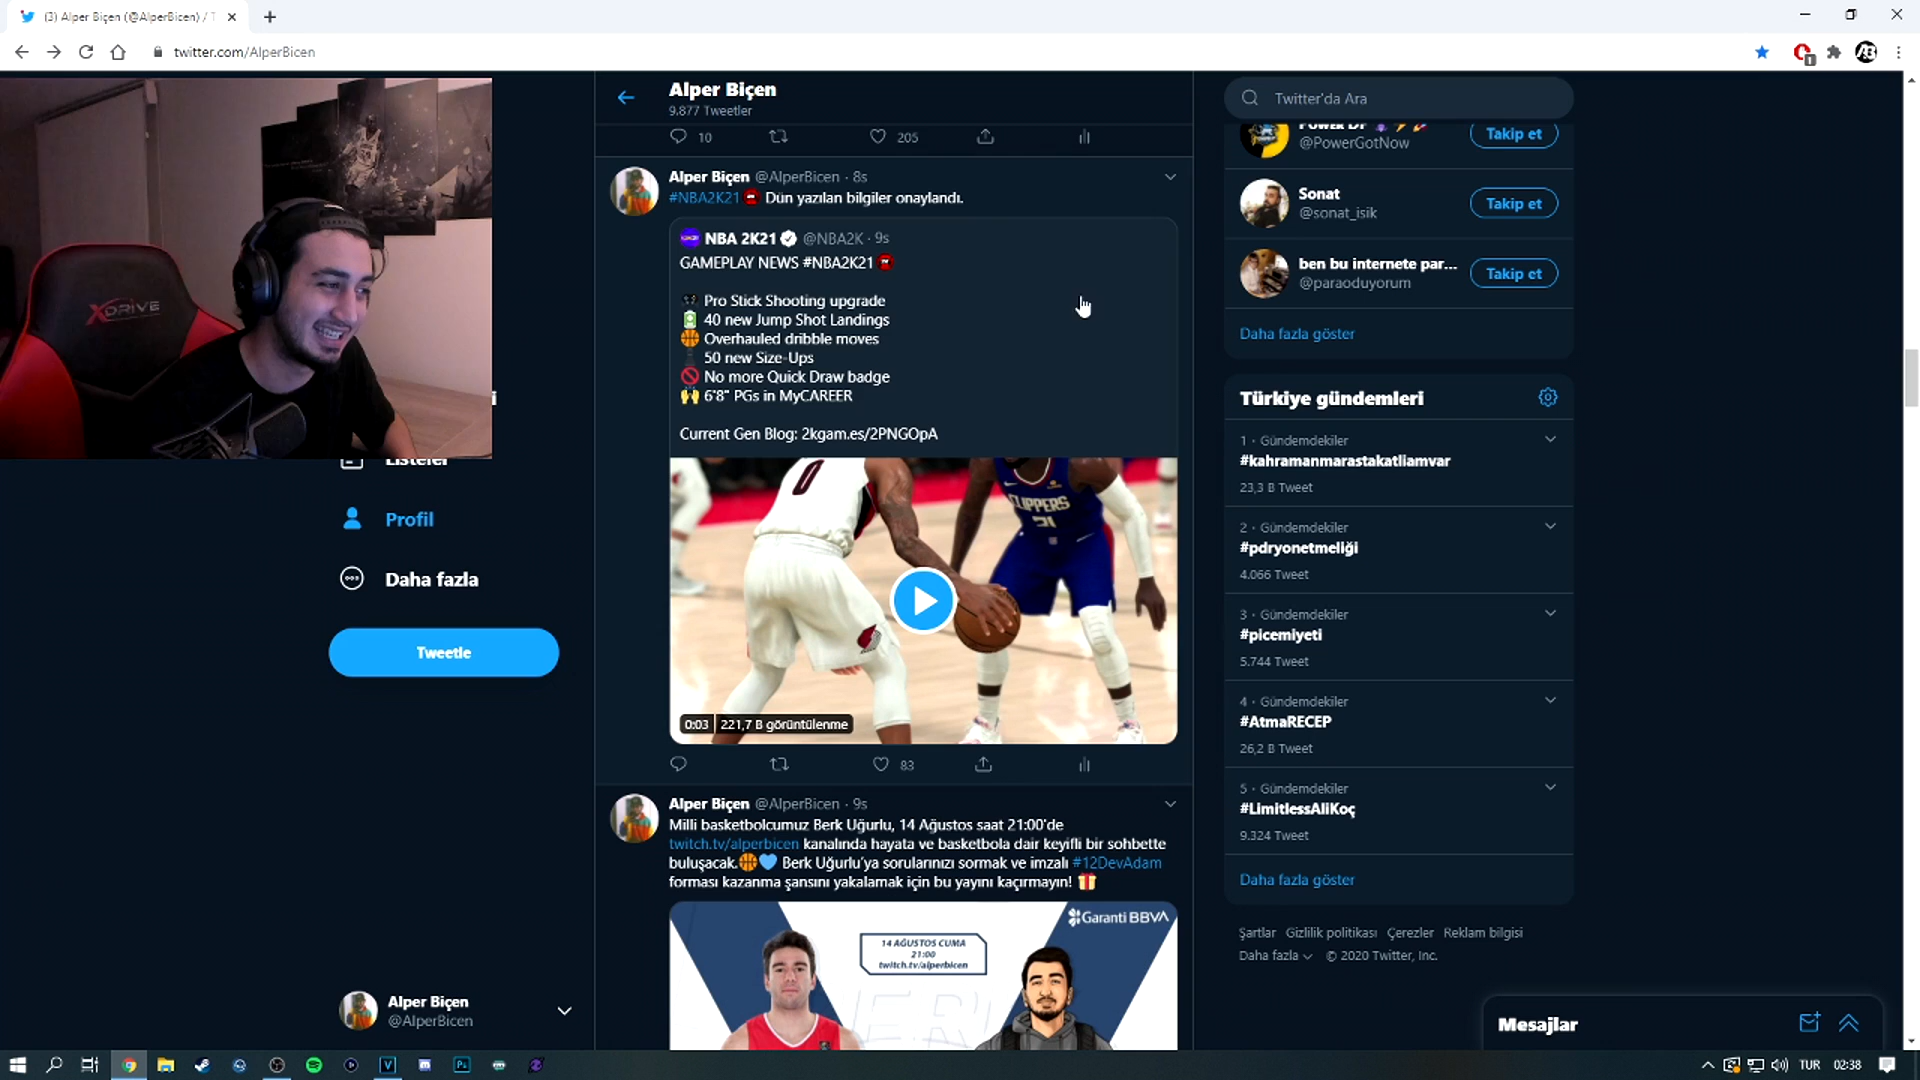 (3) Alper Biçen (@AlperBicen) / T
twitter.com/AlperBicen
XDRIVE
Listeler
Profil
Daha fazla
Tweetle
Alper Biçen
@AlperBicen
Alper Biçen
9.877 Tweetler
10
205
Alper Biçen @AlperBicen · 8s
#NBA2K21 Dün yazılan bilgiler onaylandı.
NBA 2K21 @NBA2K · 9s
GAMEPLAY NEWS #NBA2K21
Pro Stick Shooting upgrade
40 new Jump Shot Landings
Overhauled dribble moves
50 new Size-Ups
No more Quick Draw badge
6'8" PGs in MyCAREER
Current Gen Blog: 2kgam.es/2PNGOpA
0
CLIPPERS
0:03 221,7 B görüntülenme
83
Alper Biçen @AlperBicen · 9s
Milli basketbolcumuz Berk Uğurlu, 14 Ağustos saat 21:00'de
twitch.tv/alperbicen kanalında hayata ve basketbola dair keyifli bir sohbette
buluşacak. Berk Uğurlu'ya sorularınızı sormak ve imzalı #12DevAdam
forması kazanma şansını yakalamak için bu yayını kaçırmayın!
Garanti BBVA
14 AĞUSTOS CUMA
21:00
twitch.tv/alperbicen
Twitter'da Ara
Power DF
@PowerGotNow
Takip et
Sonat
@sonat_isik
Takip et
ben bu internete par...
@paraoduyorum
Takip et
Daha fazla göster
Türkiye gündemleri
1 · Gündemdekiler
#kahramanmarastakatliamvar
23,3 B Tweet
2 · Gündemdekiler
#pdryonetmeliği
4.066 Tweet
3 · Gündemdekiler
#picemiyeti
5.744 Tweet
4 · Gündemdekiler
#AtmaRECEP
26,2 B Tweet
5 · Gündemdekiler
#LimitlessAliKoç
9.324 Tweet
Daha fazla göster
Şartlar Gizlilik politikası Çerezler Reklam bilgisi
Daha fazla © 2020 Twitter, Inc.
Mesajlar
TUR 02:38